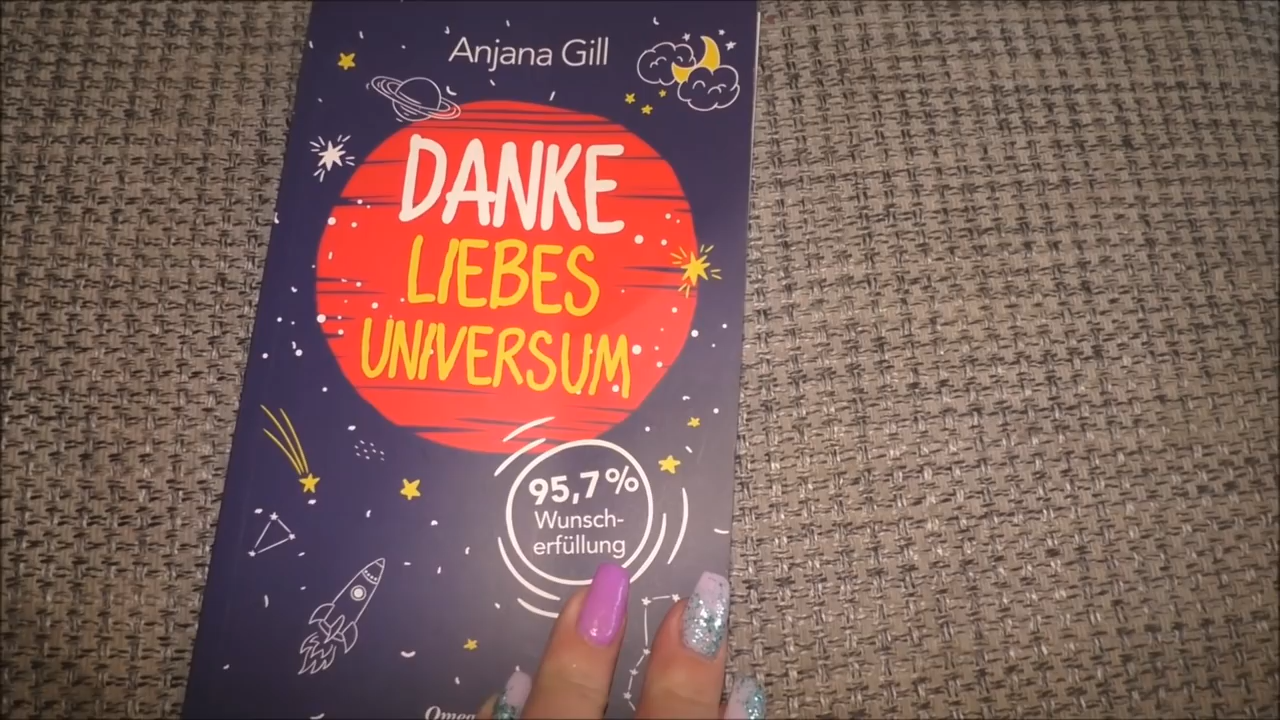 Anjana Gill
DANKE
LIEBES
UNIVERSUM
95,7 %
Wunsch-
erfüllung